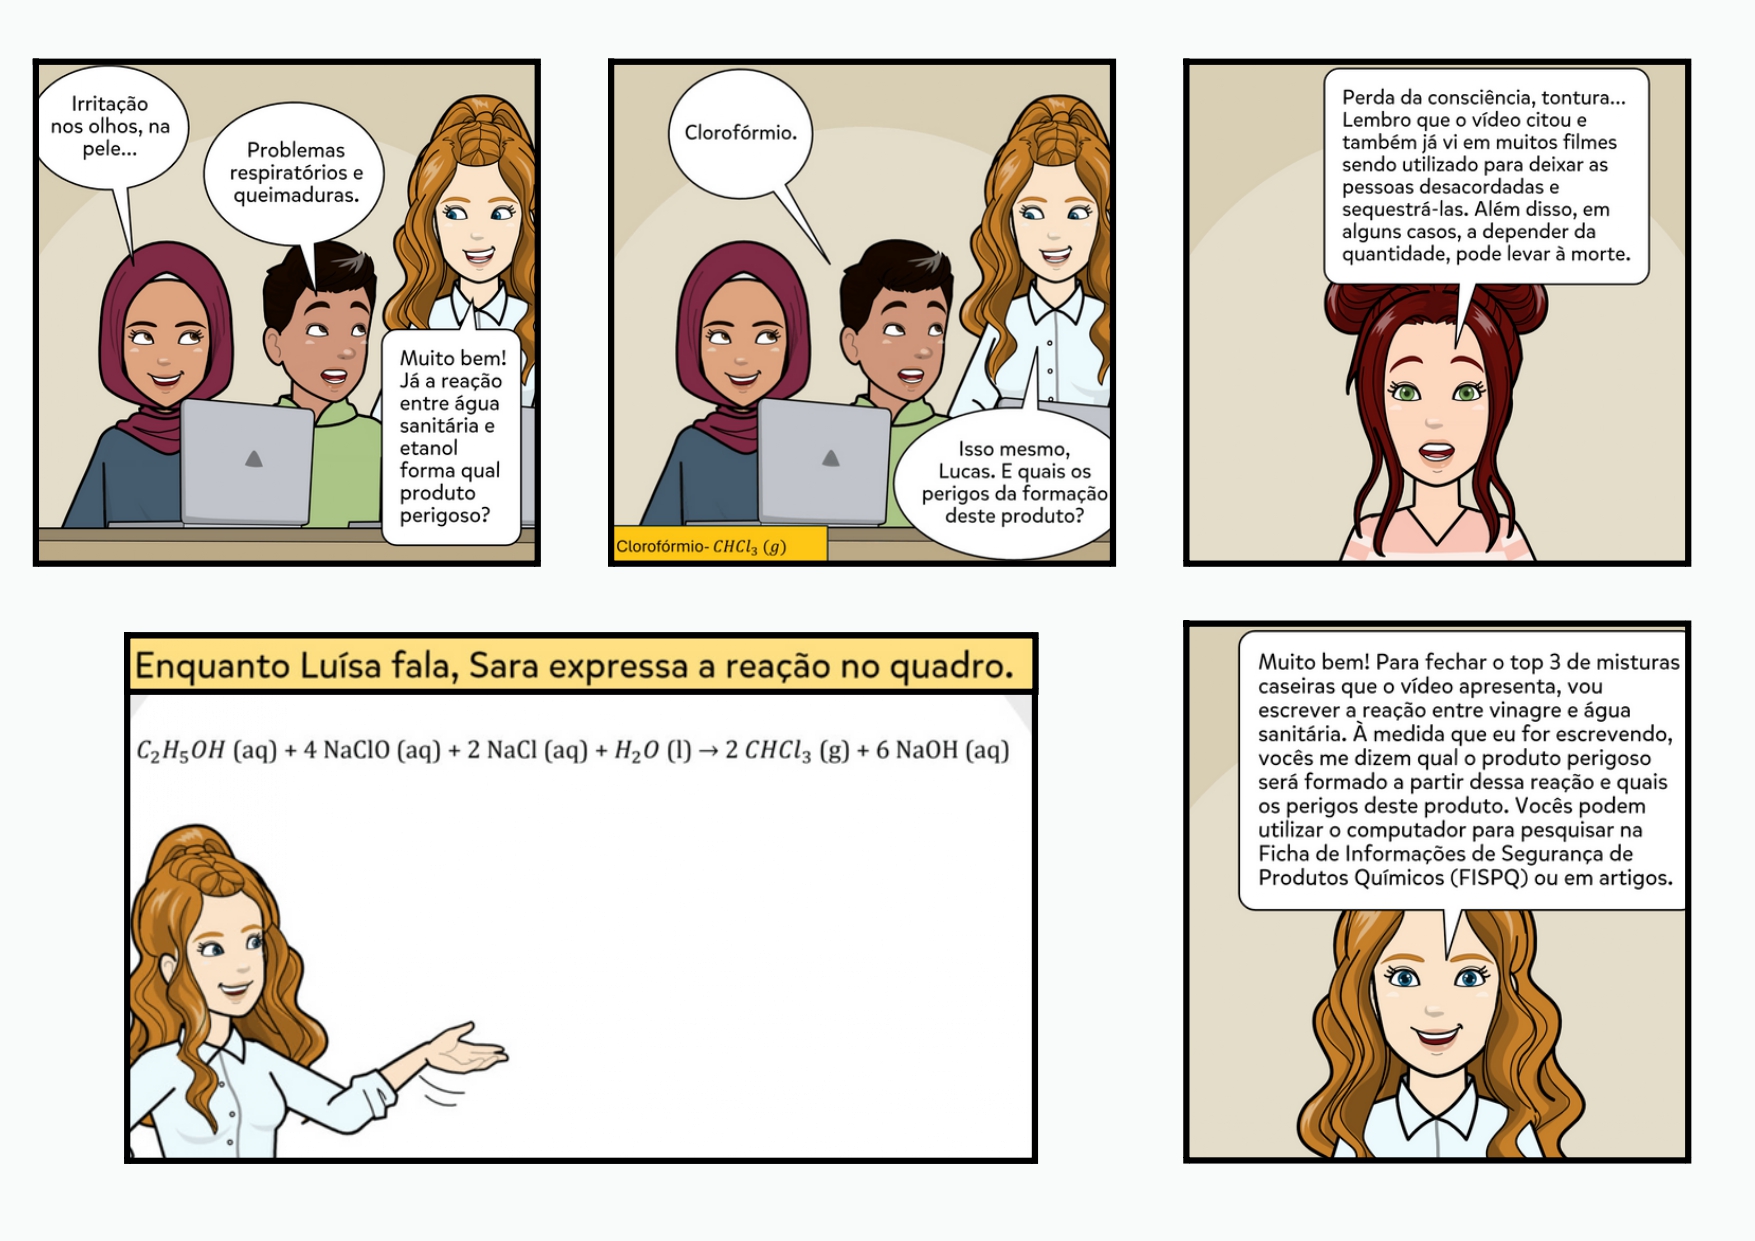 Irritação
nos olhos, na
pele...
Problemas
respiratórios e
queimaduras.
Muito bem!
Já a reação
entre água
sanitária e
etanol
forma qual
produto
perigoso?
Clorofórmio.
Isso mesmo,
Lucas. E quais os
perigos da formação
deste produto?
Clorofórmio- CHCl₃ (g)
Perda da consciência, tontura...
Lembro que o vídeo citou e
também já vi em muitos filmes
sendo utilizado para deixar as
pessoas desacordadas e
sequestrá-las. Além disso, em
alguns casos, a depender da
quantidade, pode levar à morte.
Enquanto Luísa fala, Sara expressa a reação no quadro.
C₂H₅OH (aq) + 4 NaClO (aq) + 2 NaCl (aq) + H₂O (l) → 2 CHCl₃ (g) + 6 NaOH (aq)
Muito bem! Para fechar o top 3 de misturas
caseiras que o vídeo apresenta, vou
escrever a reação entre vinagre e água
sanitária. À medida que eu for escrevendo,
vocês me dizem qual o produto perigoso
será formado a partir dessa reação e quais
os perigos deste produto. Vocês podem
utilizar o computador para pesquisar na
Ficha de Informações de Segurança de
Produtos Químicos (FISPQ) ou em artigos.